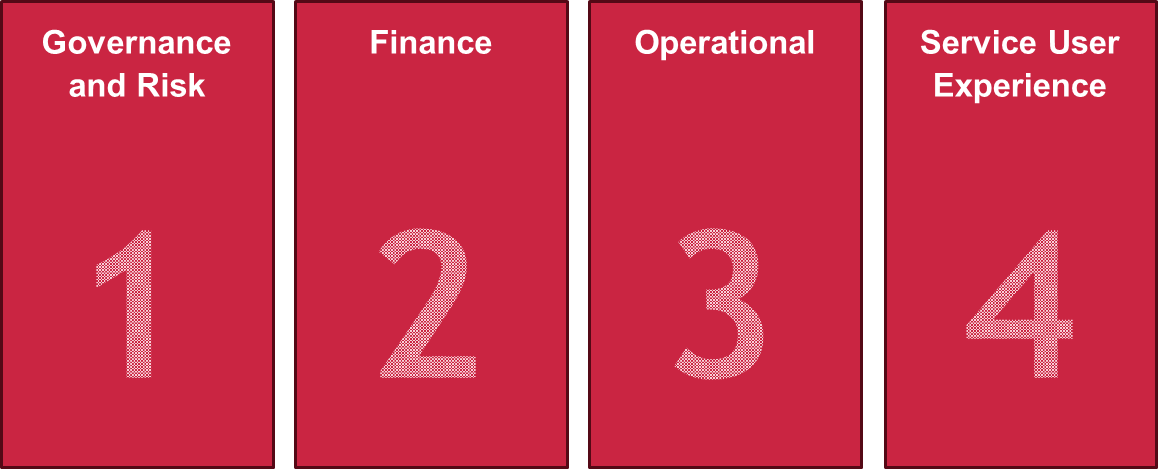 Governance
and Risk
1
Finance
2
Operational
3
Service User
Experience
4